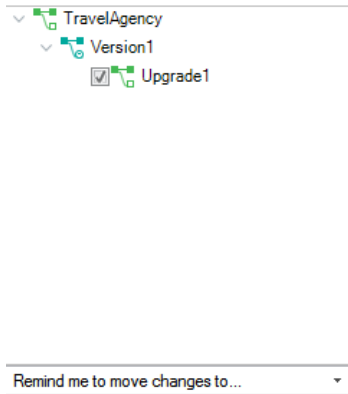 TravelAgency
Version1
Upgrade1
Remind me to move changes to...